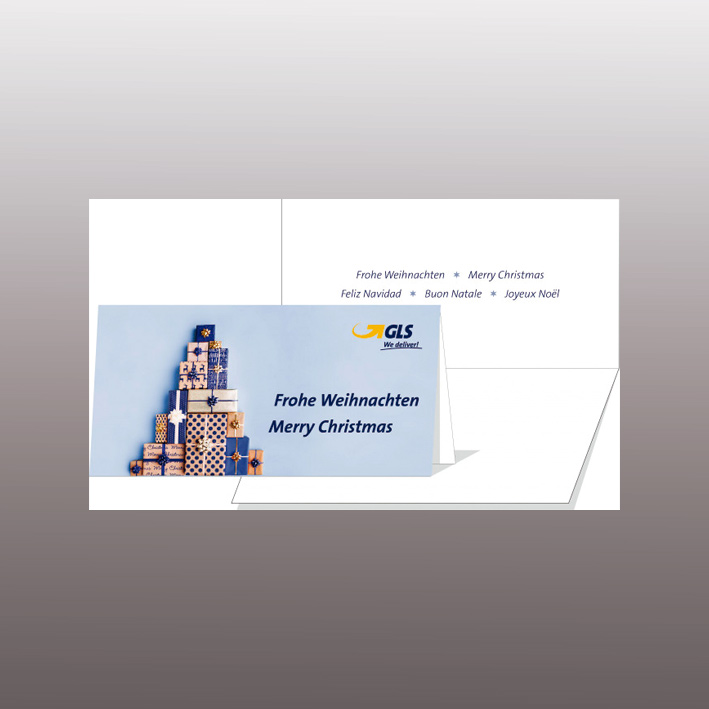 Frohe Weihnachten * Merry Christmas
Feliz Navidad * Buon Natale * Joyeux Noël
GLS
We deliver!
Frohe Weihnachten
Merry Christmas